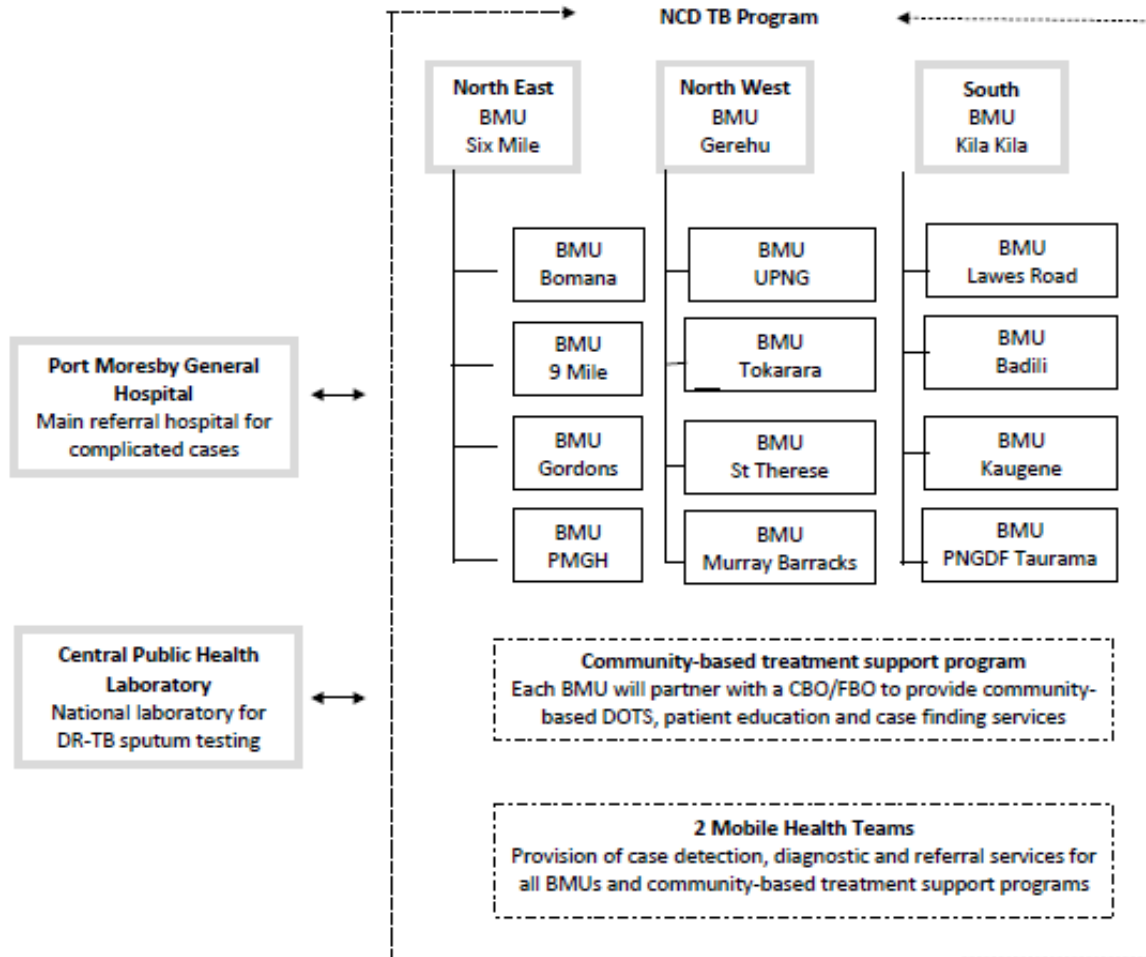 NCD TB Program
North East
BMU
Six Mile
North West
BMU
Gerehu
South
BMU
Kila Kila
BMU
Bomana
BMU
UPNG
BMU
Lawes Road
BMU
9 Mile
BMU
Tokarara
BMU
Badili
BMU
Gordons
BMU
St Therese
BMU
Kaugene
BMU
PMGH
BMU
Murray Barracks
BMU
PNGDF Taurama
Port Moresby General
Hospital
Main referral hospital for
complicated cases
Central Public Health
Laboratory
National laboratory for
DR-TB sputum testing
Community-based treatment support program
Each BMU will partner with a CBO/FBO to provide community-
based DOTS, patient education and case finding services
2 Mobile Health Teams
Provision of case detection, diagnostic and referral services for
all BMUs and community-based treatment support programs